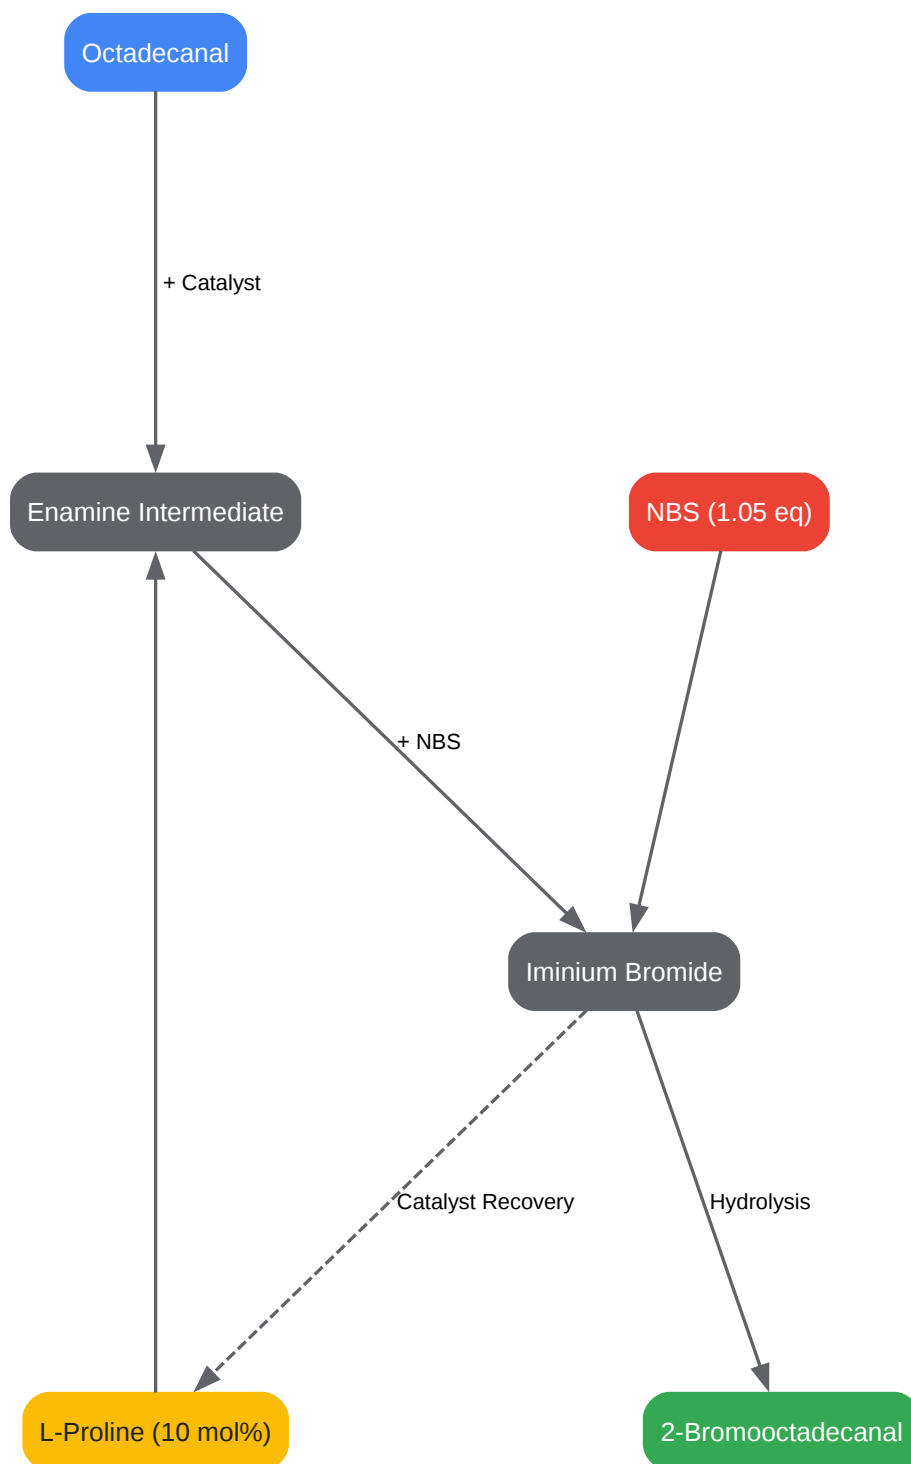 Octadecanal
+ Catalyst
Enamine Intermediate
NBS (1.05 eq)
+ NBS
Iminium Bromide
Catalyst Recovery
Hydrolysis
L-Proline (10 mol%)
2-Bromooctadecanal